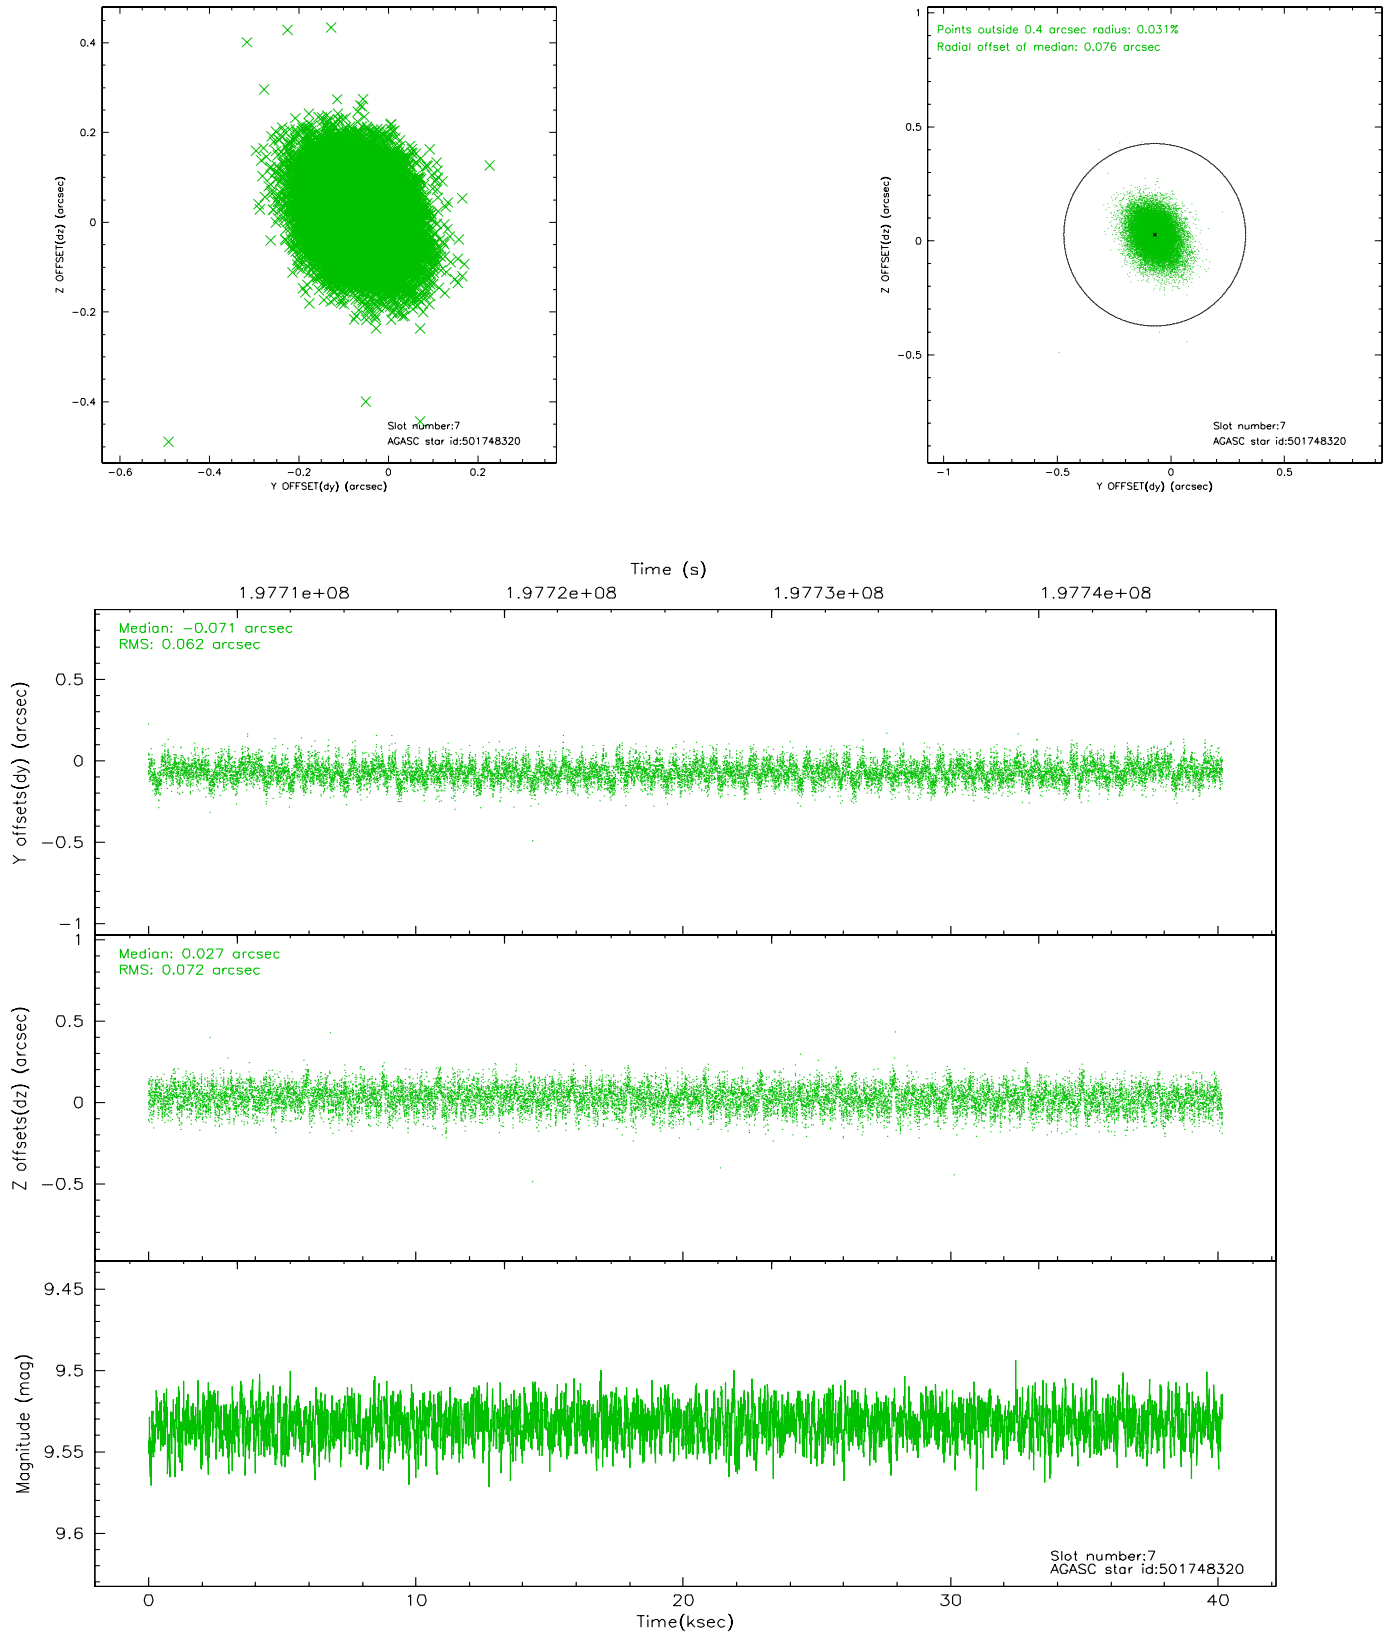 0.4
0.2
0
−0.2
−0.4
Z OFFSET(dz) (arcsec)
Slot number:7
AGASC star id:501748320
−0.6 −0.4 −0.2 0 0.2
Y OFFSET(dy) (arcsec)
Points outside 0.4 arcsec radius: 0.031%
Radial offset of median: 0.076 arcsec
1
0.5
0
−0.5
Z OFFSET(dz) (arcsec)
Slot number:7
AGASC star id:501748320
−1 −0.5 0 0.5
Y OFFSET(dy) (arcsec)
Time (s)
1.9771e+08 1.9772e+08 1.9773e+08 1.9774e+08
Median: −0.071 arcsec
RMS: 0.062 arcsec
0.5
0
−0.5
−1
Y offsets(dy) (arcsec)
Median: 0.027 arcsec
RMS: 0.072 arcsec
1
0.5
0
−0.5
Z offsets(dz) (arcsec)
9.45
9.5
9.55
9.6
Magnitude (mag)
Slot number:7
AGASC star id:501748320
0 10 20 30 40
Time(ksec)